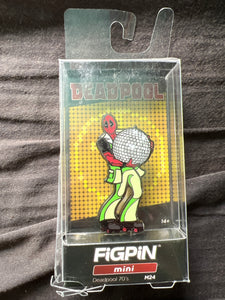 DEADPOOL
14+
FiGPiN
mini
Deadpool 70's M24